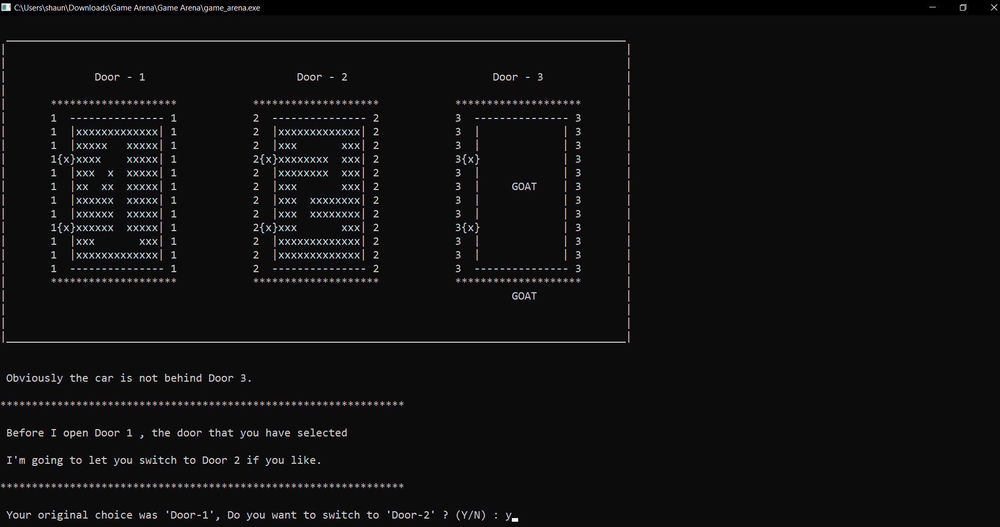 C:\Users\shaun\Downloads\Game Arena\Game Arena\game_arena.exe
Door - 1 Door - 2 Door - 3
******************** ******************** ********************
1 --------------- 1 2 --------------- 2 3 --------------- 3
1 |xxxxxxxxxxxxx| 1 2 |xxxxxxxxxxxxx| 2 3 | | 3
1 |xxxxx   xxxxx| 1 2 |xxx       xxx| 2 3 | | 3
1{x}xxxx    xxxxx| 1 2{x}xxxxxxxx  xxx| 2 3{x} | 3
1 |xxx  x  xxxxx| 1 2 |xxxxxxxx  xxx| 2 3 | | 3
1 |xx  xx  xxxxx| 1 2 |xxx       xxx| 2 3 | GOAT | 3
1 |xxxxxx  xxxxx| 1 2 |xxx  xxxxxxxx| 2 3 | | 3
1 |xxxxxx  xxxxx| 1 2 |xxx  xxxxxxxx| 2 3 | | 3
1{x}xxxxxx  xxxxx| 1 2{x}xxx       xxx| 2 3{x} | 3
1 |xxx       xxx| 1 2 |xxxxxxxxxxxxx| 2 3 | | 3
1 |xxxxxxxxxxxxx| 1 2 |xxxxxxxxxxxxx| 2 3 | | 3
1 --------------- 1 2 --------------- 2 3 --------------- 3
******************** ******************** ********************
GOAT
Obviously the car is not behind Door 3.
****************************************************************
Before I open Door 1 , the door that you have selected
I'm going to let you switch to Door 2 if you like.
****************************************************************
Your original choice was 'Door-1', Do you want to switch to 'Door-2' ? (Y/N) : y